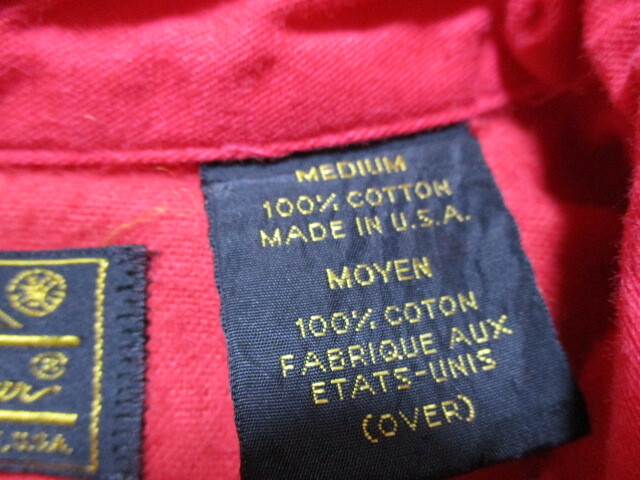 MEDIUM
100% COTTON
MADE IN U.S.A.
MOYEN
100% COTON
FABRIQUE AUX
ETATS-UNIS
(OVER)
®
U.S.A.